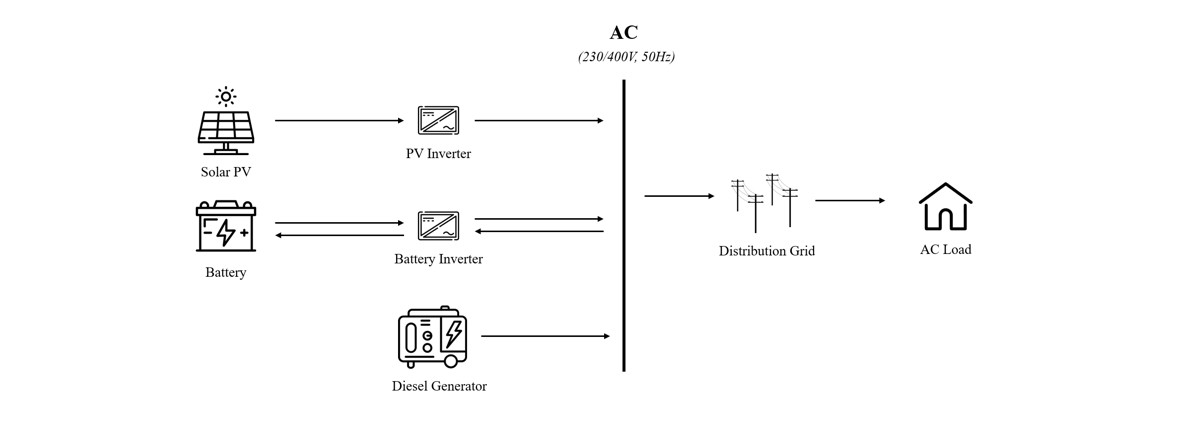 AC
(230/400V, 50Hz)
PV Inverter
Solar PV
Battery Inverter
Battery
Distribution Grid
AC Load
Diesel Generator